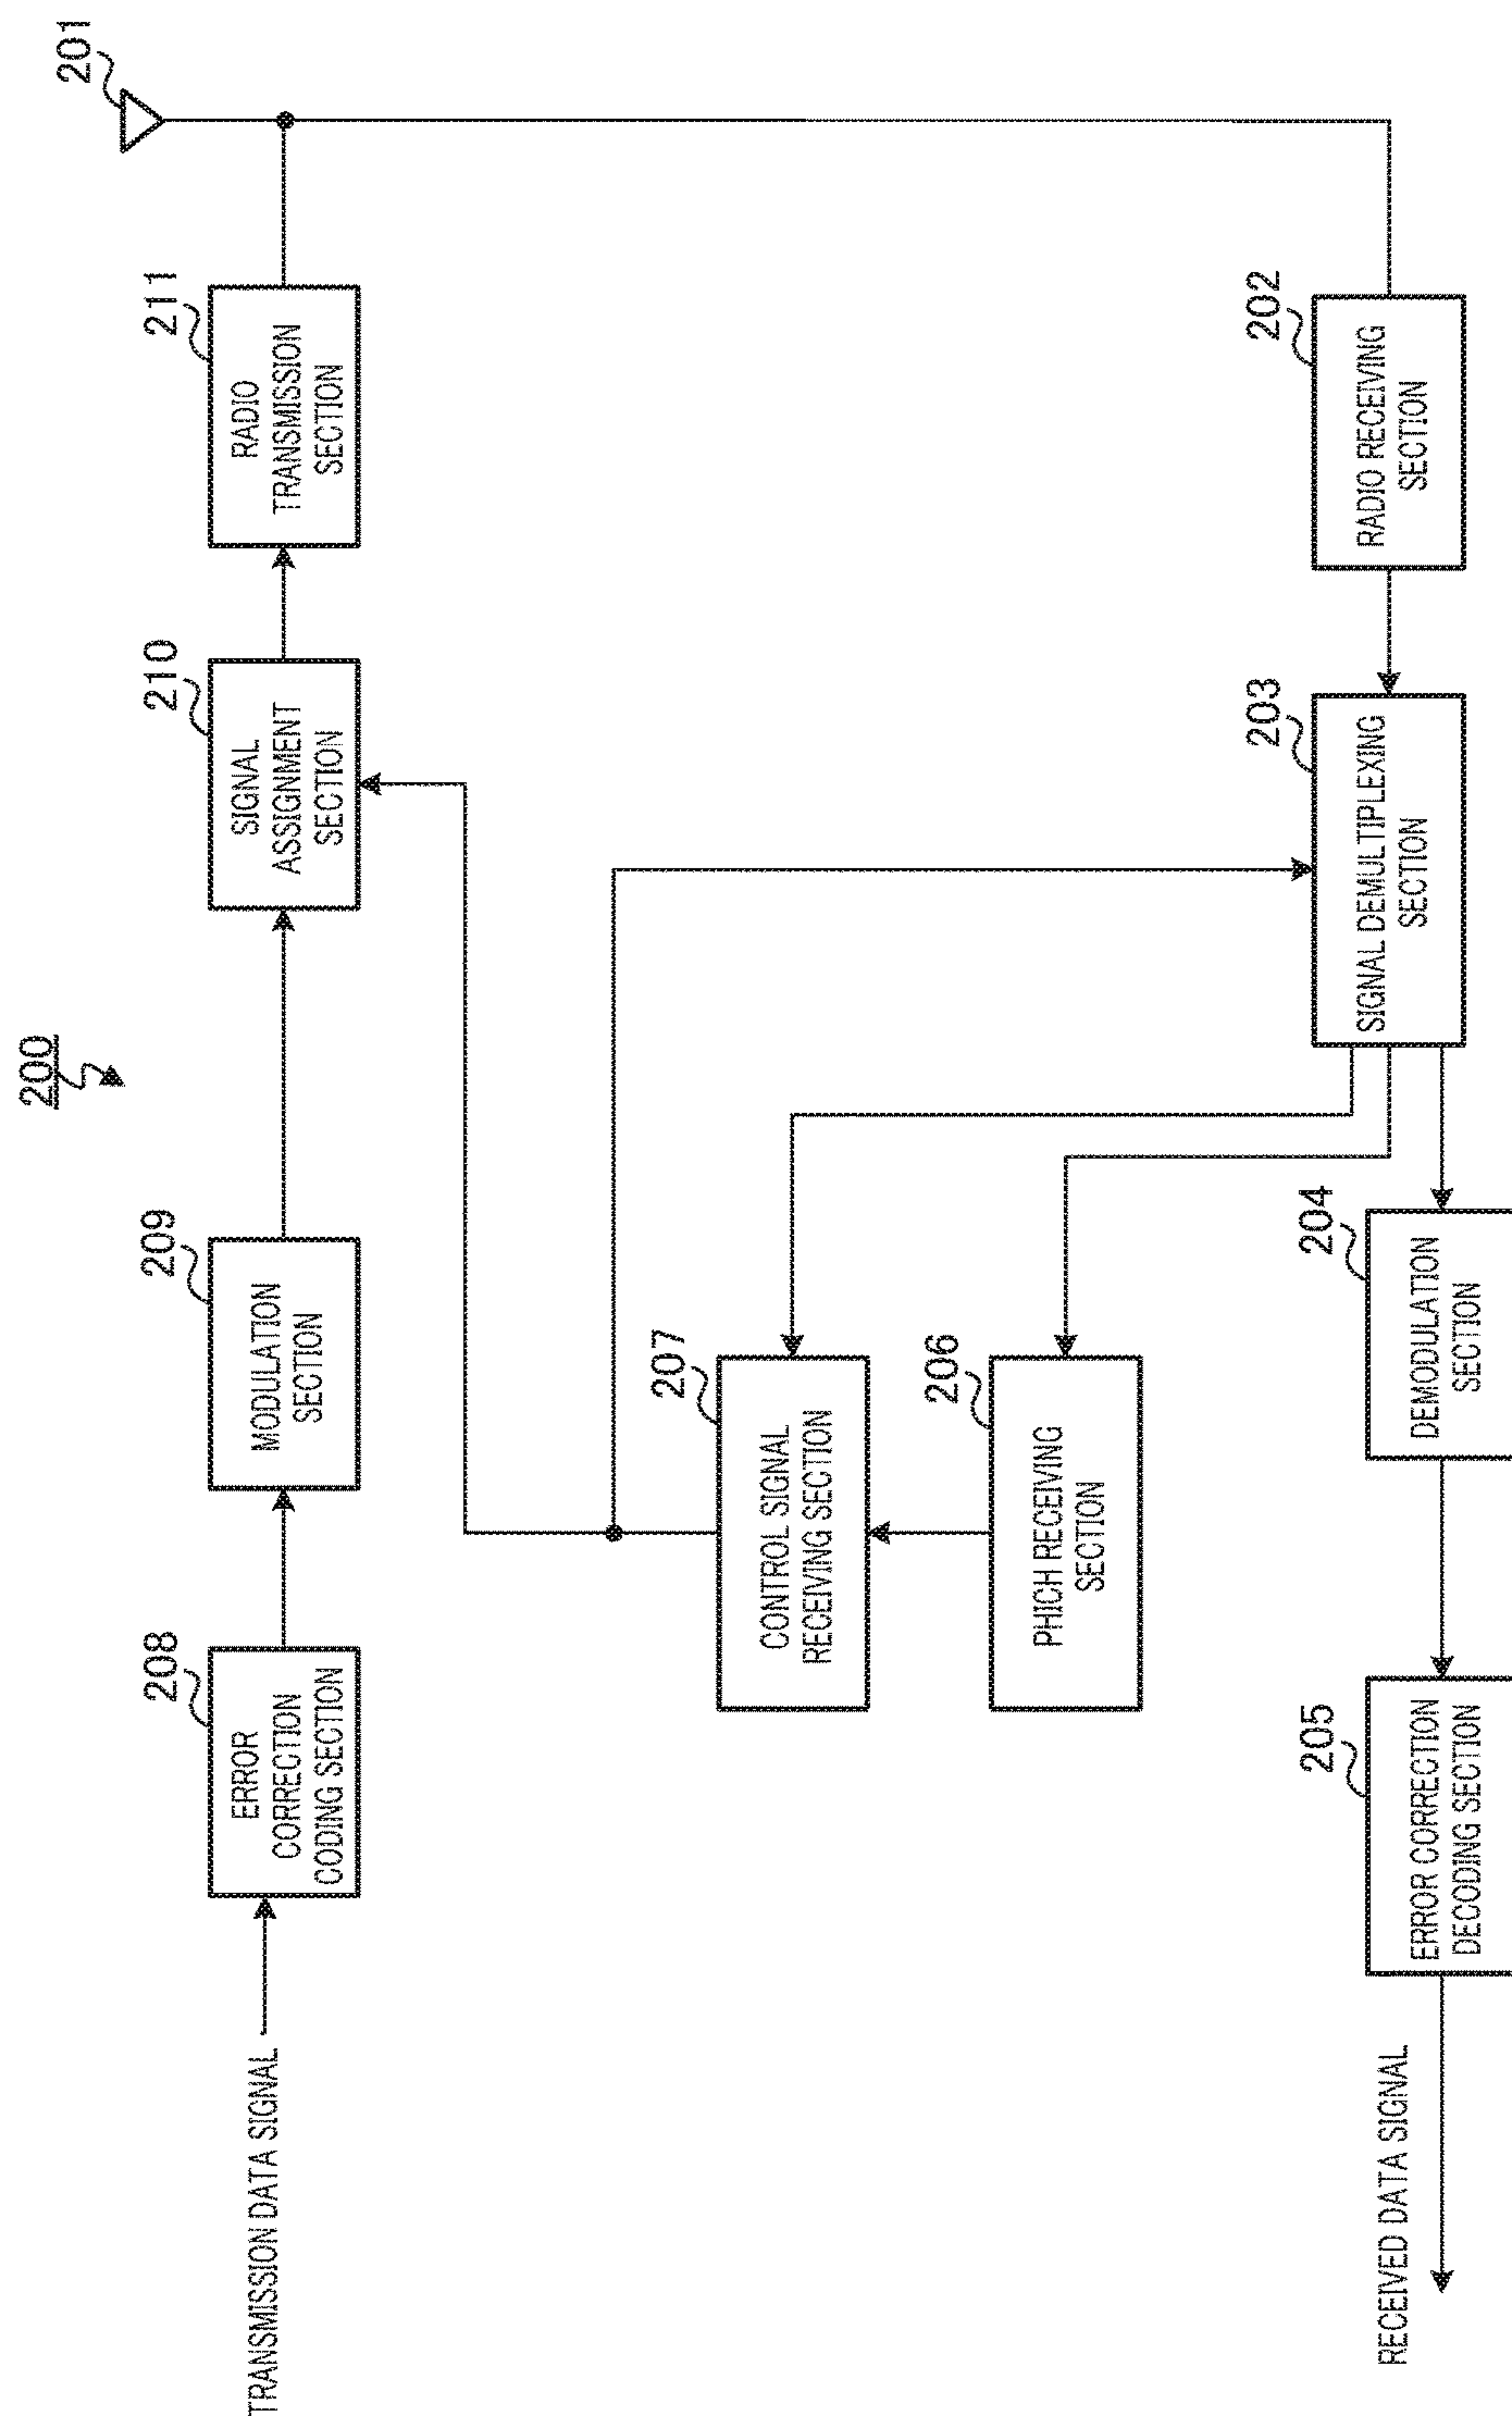 200
201
TRANSMISSION DATA SIGNAL
208
ERROR
CORRECTION
CODING SECTION
209
MODULATION
SECTION
210
SIGNAL
ASSIGNMENT
SECTION
211
RADIO
TRANSMISSION
SECTION
207
CONTROL SIGNAL
RECEIVING SECTION
206
PHICH RECEIVING
SECTION
RECEIVED DATA SIGNAL
205
ERROR CORRECTION
DECODING SECTION
204
DEMODULATION
SECTION
203
SIGNAL DEMULTIPLEXING
SECTION
202
RADIO RECEIVING
SECTION